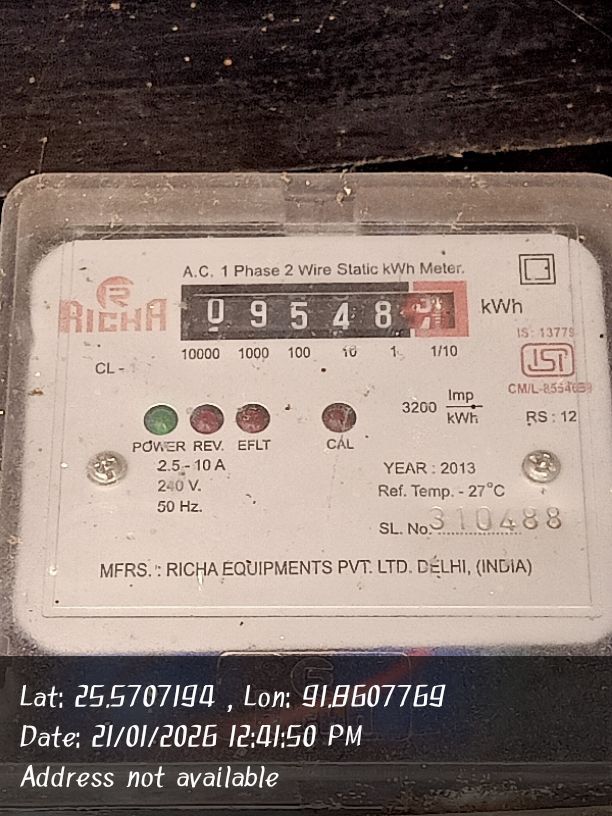 A.C. 1 Phase 2 Wire Static kWh Meter.
RICHA
0 9 5 4 8
kWh
10000 1000 100 10 1 1/10
IS: 13779
ISI
CL -
3200 Imp/kWh
RS : 12
POWER REV. EFLT CAL
2.5 - 10 A
240 V.
50 Hz.
YEAR : 2013
Ref. Temp. - 27°C
SL. No. 310488
MFRS. : RICHA EQUIPMENTS PVT. LTD. DELHI, (INDIA)
Lat: 25.5707194 , Lon: 91.8607769
Date: 21/01/2026 12:41:50 PM
Address not available